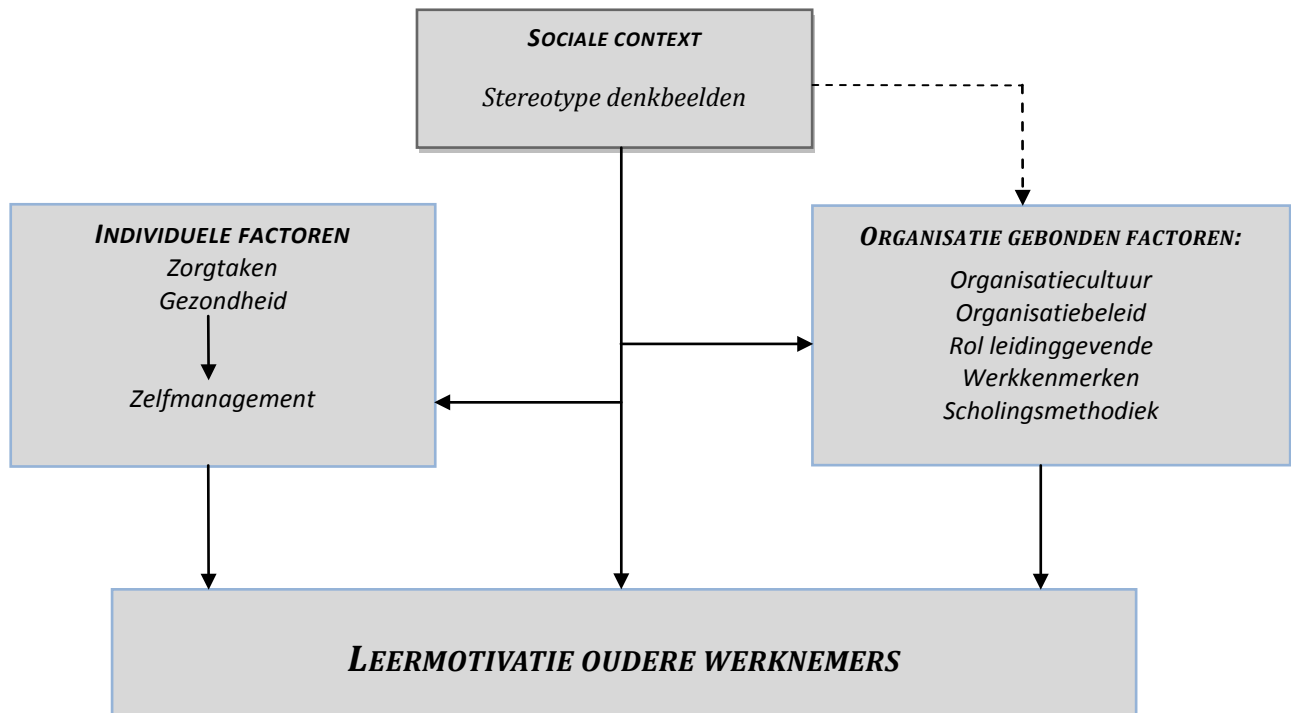 SOCIALE CONTEXT
Stereotype denkbeelden
INDIVIDUELE FACTOREN
Zorgtaken
Gezondheid
Zelfmanagement
ORGANISATIE GEBONDEN FACTOREN:
Organisatiecultuur
Organisatiebeleid
Rol leidinggevende
Werkkenmerken
Scholingsmethodiek
LEERMOTIVATIE OUDERE WERKNEMERS